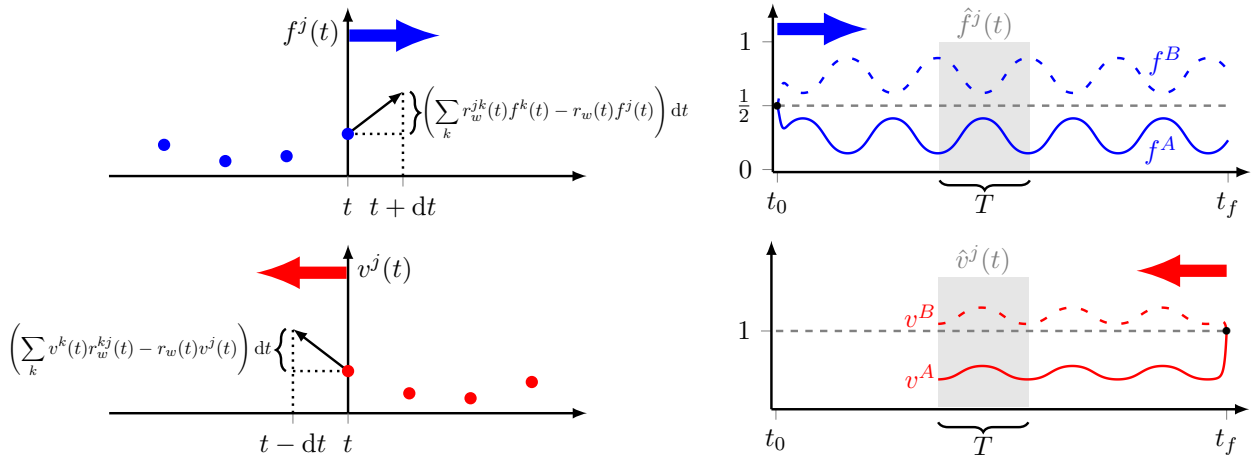 f^j(t)
(∑_k r_w^{jk}(t)f^k(t) − r_w(t)f^j(t)) dt
t t + dt
f̂^j(t)
1
1/2
0
f^B
f^A
t_0 T t_f
v^j(t)
(∑_k v^k(t)r_w^{kj}(t) − r_w(t)v^j(t)) dt
t − dt t
v̂^j(t)
1
v^B
v^A
t_0 T t_f